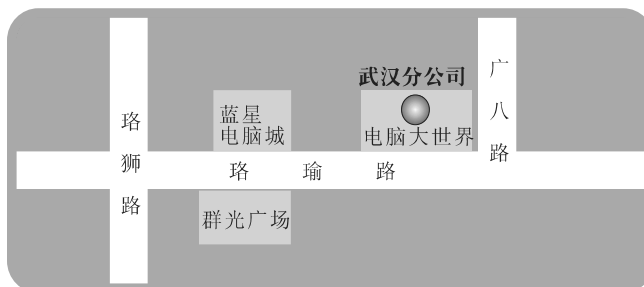 武汉分公司
广八路
蓝星
电脑城
电脑大世界
珞狮路
珞瑜路
群光广场